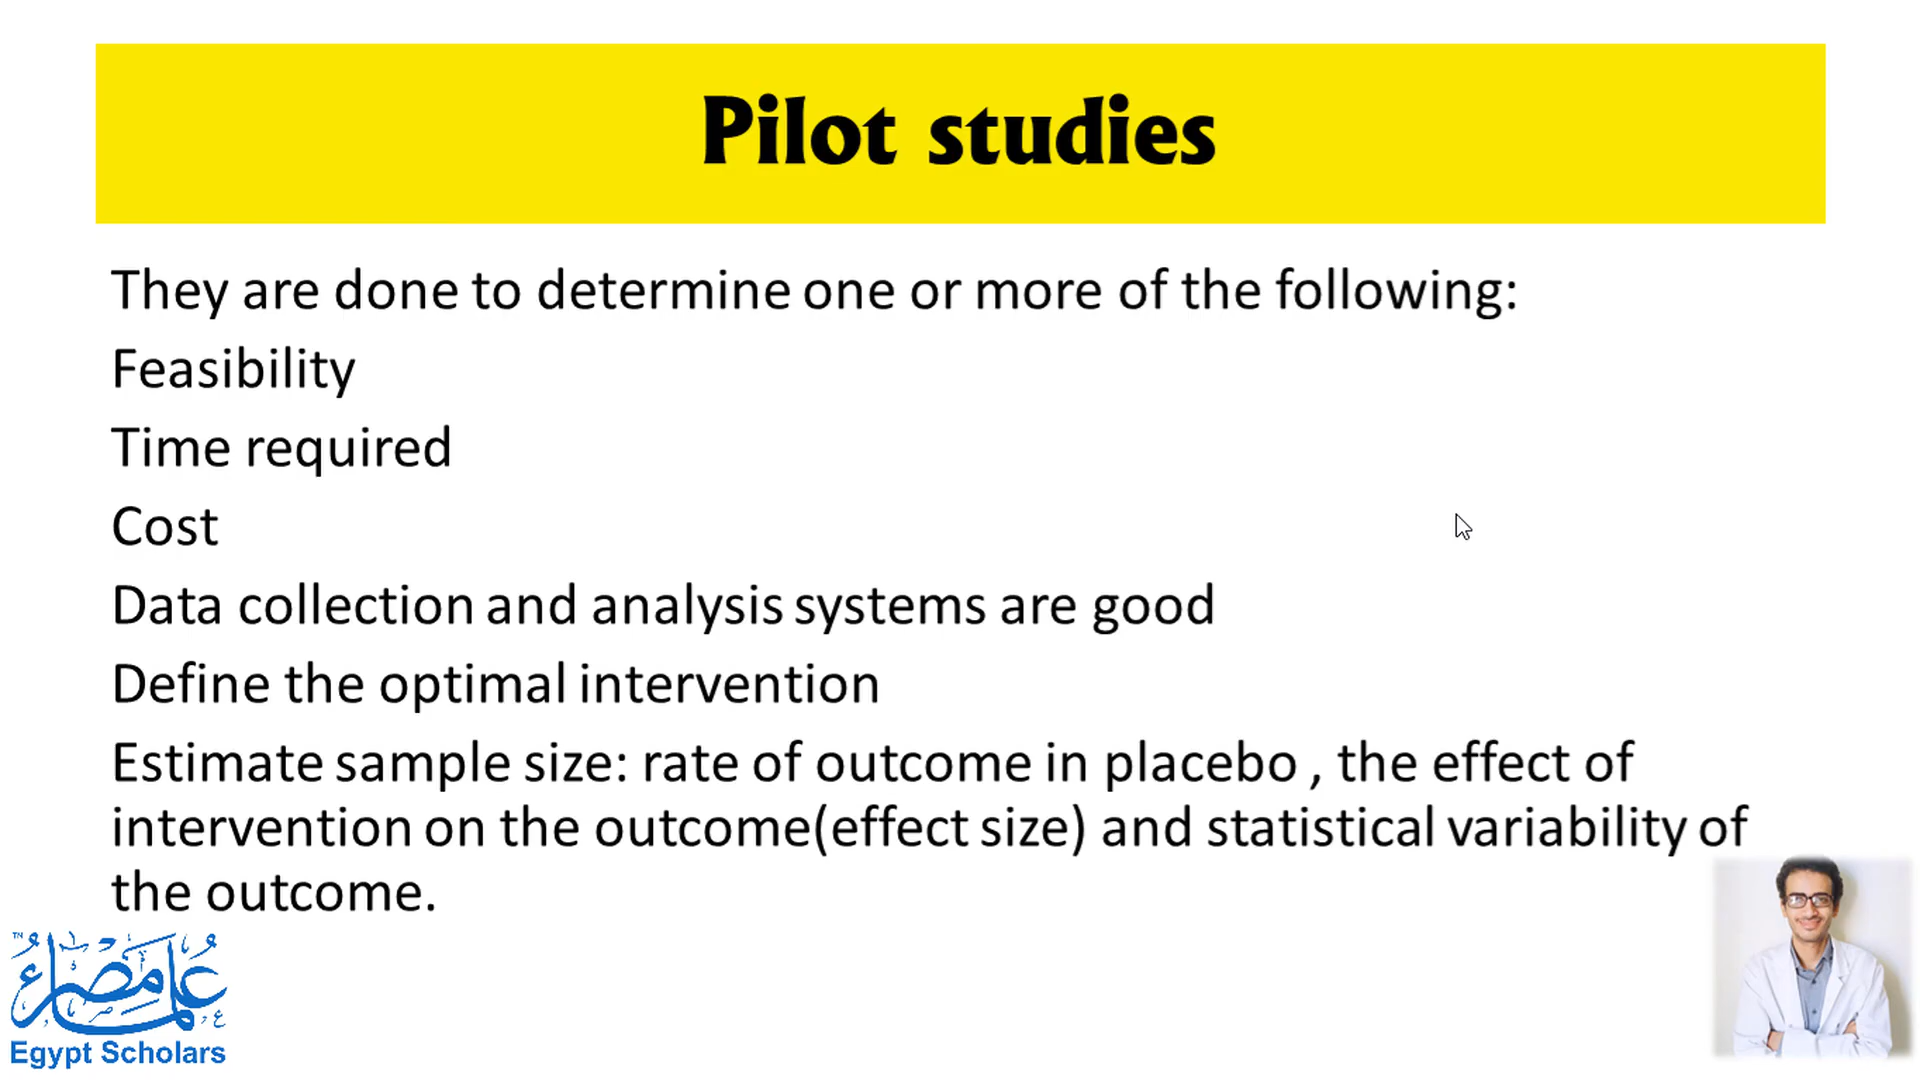 Pilot studies
They are done to determine one or more of the following:
Feasibility
Time required
Cost
Data collection and analysis systems are good
Define the optimal intervention
Estimate sample size: rate of outcome in placebo , the effect of
intervention on the outcome(effect size) and statistical variability of
the outcome.
علماء مصر
TM
Egypt Scholars